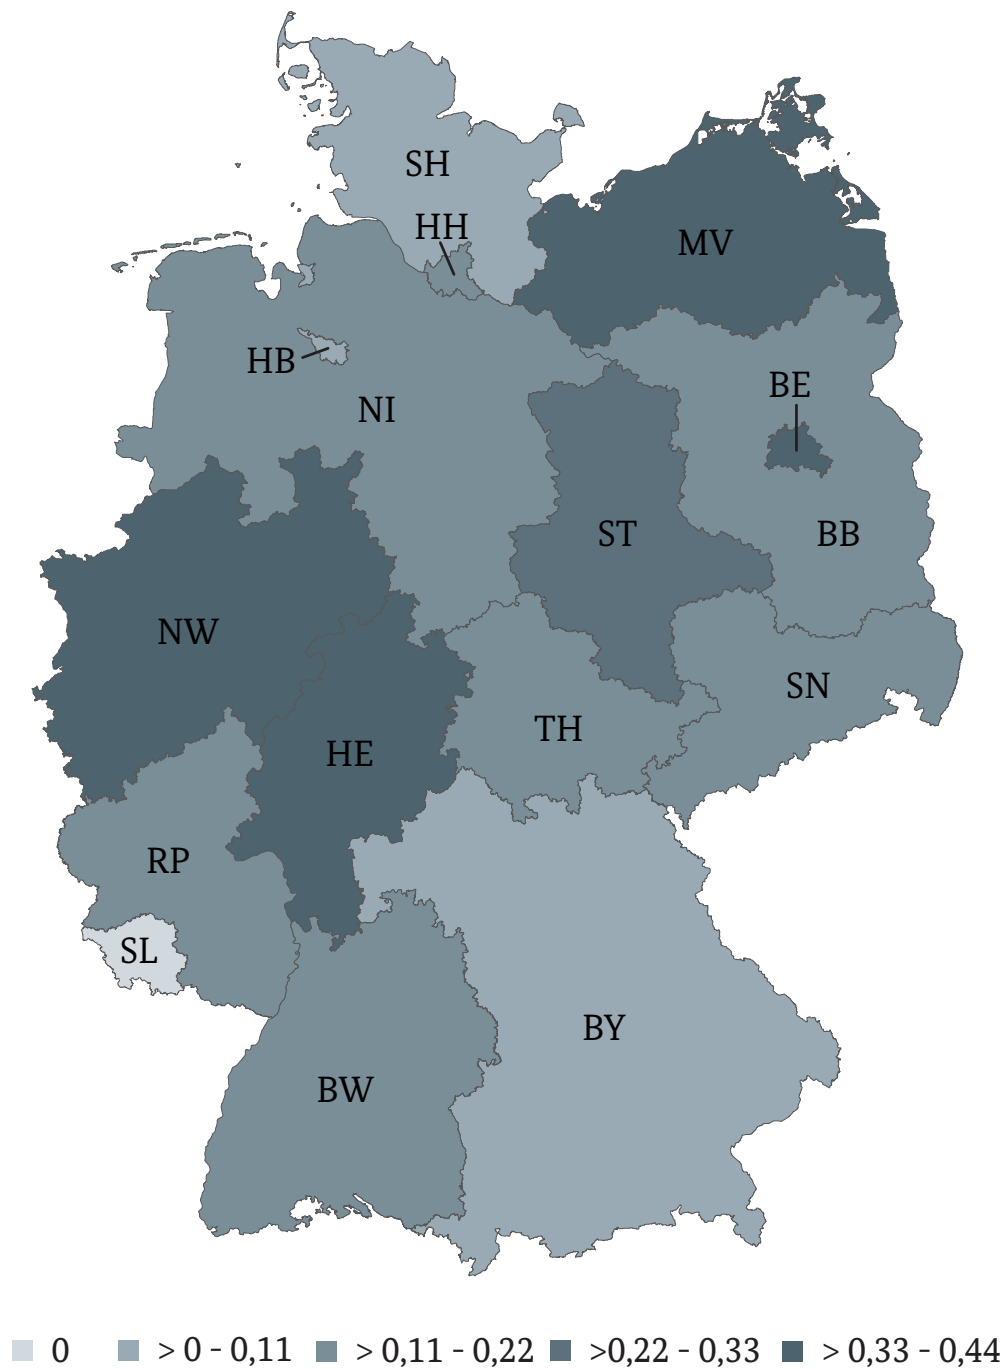 SH
HH
MV
HB
BE
NI
ST
BB
NW
SN
TH
HE
RP
SL
BY
BW
0 > 0 - 0,11 > 0,11 - 0,22 >0,22 - 0,33 > 0,33 - 0,44